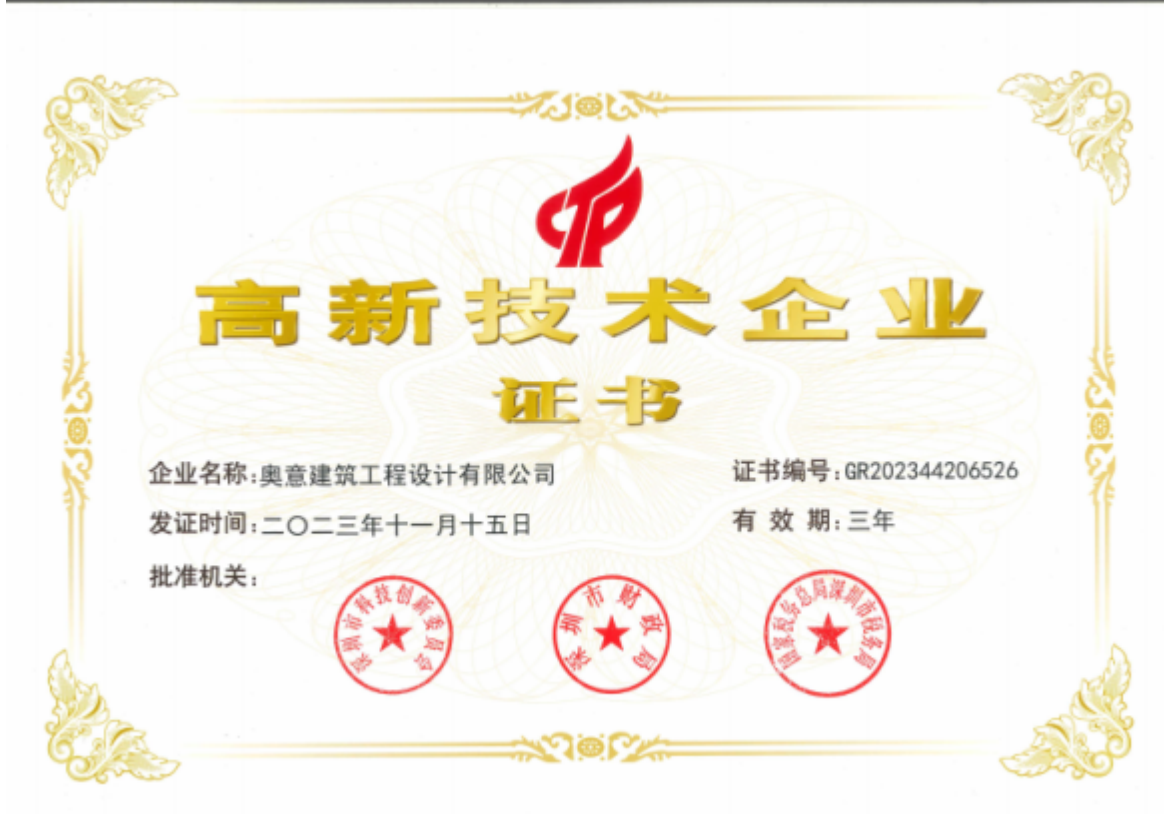 高新技术企业
证书
企业名称:奥意建筑工程设计有限公司
证书编号:GR202344206526
发证时间:二〇二三年十一月十五日
有 效 期:三年
批准机关:
深圳市科技创新委员会
深圳市财政局
国家税务总局深圳市税务局